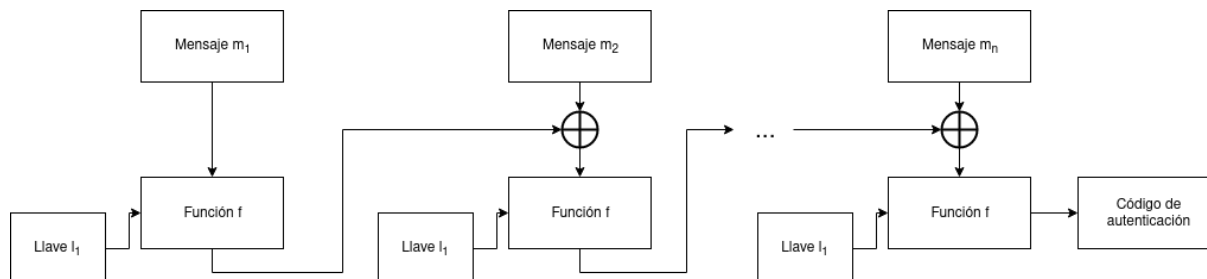 Mensaje m1
Mensaje m2
Mensaje mn
...
Función f
Función f
Función f
Código de
autenticación
Llave l1
Llave l1
Llave l1